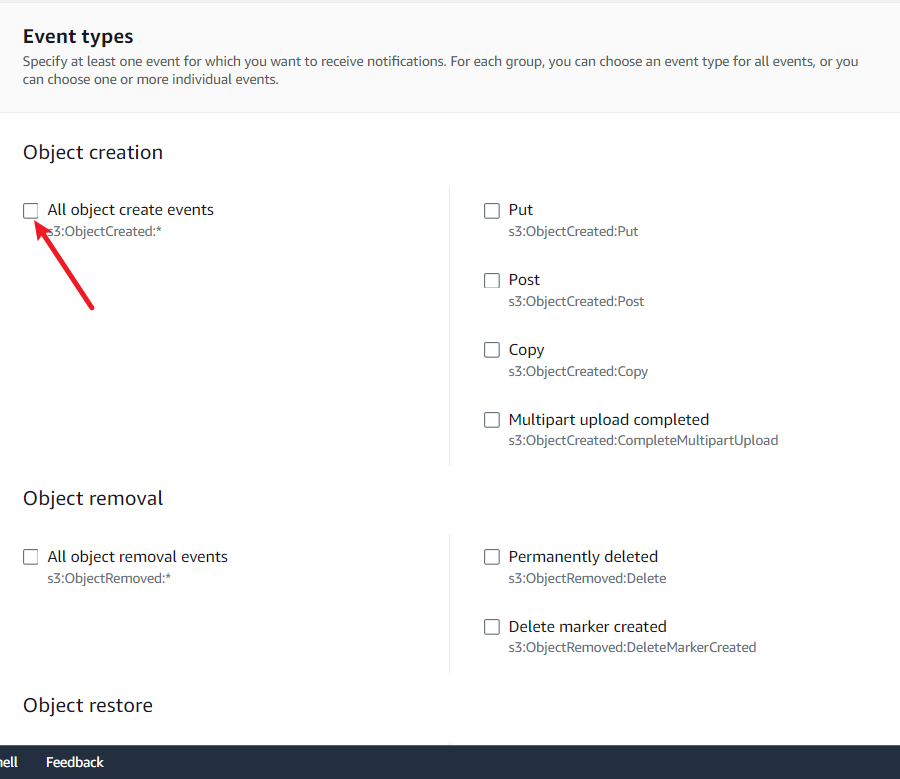 Event types
Specify at least one event for which you want to receive notifications. For each group, you can choose an event type for all events, or you
can choose one or more individual events.
Object creation
All object create events
s3:ObjectCreated:*
Put
s3:ObjectCreated:Put
Post
s3:ObjectCreated:Post
Copy
s3:ObjectCreated:Copy
Multipart upload completed
s3:ObjectCreated:CompleteMultipartUpload
Object removal
All object removal events
s3:ObjectRemoved:*
Permanently deleted
s3:ObjectRemoved:Delete
Delete marker created
s3:ObjectRemoved:DeleteMarkerCreated
Object restore
Feedback